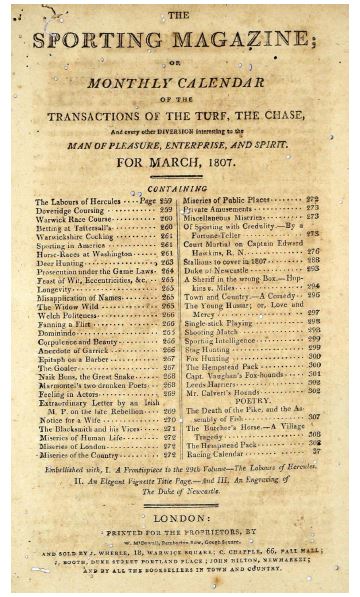 THE
SPORTING MAGAZINE;
OR
MONTHLY CALENDAR
OF THE
TRANSACTIONS OF THE TURF, THE CHASE,
And every other DIVERSION interesting to the
MAN OF PLEASURE, ENTERPRISE, AND SPIRIT.
FOR MARCH, 1807.
CONTAINING
The Labours of Hercules Page 259
Doveridge Coursing 259
Warwick Race Course 260
Betting at Tattersall's 260
Warwickshire Cocking 261
Sporting in America 261
Horse-Races at Washington 261
Deer Hunting 263
Prosecution under the Game Laws 264
Feast of Wit, Eccentricities, &c. 265
Longevity 265
Misapplication of Names 265
The Widow Wild 265
Welch Politeness 266
Fanning a Flirt 266
Dominindo 265
Corpulence and Beauty 266
Anecdote of Garrick 266
Epitaph on a Barber 267
The Goaler 267
Naik Buns, the Great Snake 268
Marmontel's two drunken Poets 268
Feeling in Actors 269
Extraordinary Letter by an Irish
M. P. on the late Rebellion 269
Notice for a Wife 270
The Blacksmith and his Vices 271
Miseries of Human Life 272
Miseries of London 272
Miseries of the Country 272
Miseries of Public Places 272
Private Amusements 273
Miscellaneous Miseries 273
Of Sporting with Credulity—By a
Fortune-Teller 273
Court Martial on Captain Edward
Hawkins, R. N. 276
Stallions to cover in 1807 288
Duke of Newcastle 293
A Sheriff in the wrong Box—Hop-
kins v. Miles 294
Town and Country—A Comedy 296
The Young Hussar; or, Love and
Mercy 297
Single-stick Playing 298
Shooting Match 298
Sporting Intelligence 299
Stag Hunting 299
Fox Hunting 300
The Hempstead Pack 300
Capt. Vaughan's Fox-hounds 301
Leeds Harriers 302
Mr. Calvert's Hounds 302
POETRY.
The Death of the Pike, and the As-
sembly of Fish 307
The Butcher's Horse—A Village
Tragedy 308
The Hempstead Pack 308
Racing Calendar 37
Embellished with, I. A Frontispiece to the 29th Volume—The Labours of Hercules.
II. An Elegant Vignette Title Page.—And III. An Engraving of
The Duke of Newcastle.
LONDON:
PRINTED FOR THE PROPRIETORS, BY
W. McDowall, Pemberton Row, Gough Square
AND SOLD BY J. WHEBLE, 18, WARWICK SQUARE; C. CHAPPLE, 66, PALL MALL;
J. BOOTH, DUKE STREET PORTLAND PLACE; JOHN HILTON, NEWMARKET;
AND BY ALL THE BOOKSELLERS IN TOWN AND COUNTRY.